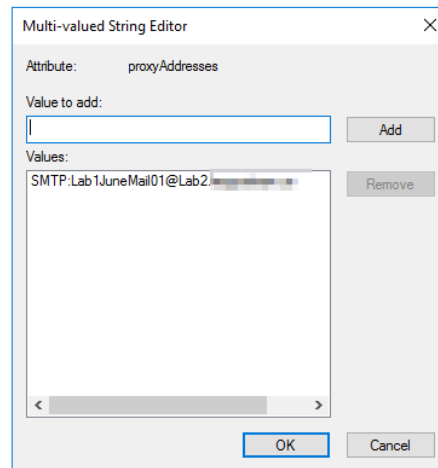 Multi-valued String Editor
Attribute: proxyAddresses
Value to add:
Add
Values:
SMTP:Lab1JuneMail01@Lab2.
Remove
OK Cancel